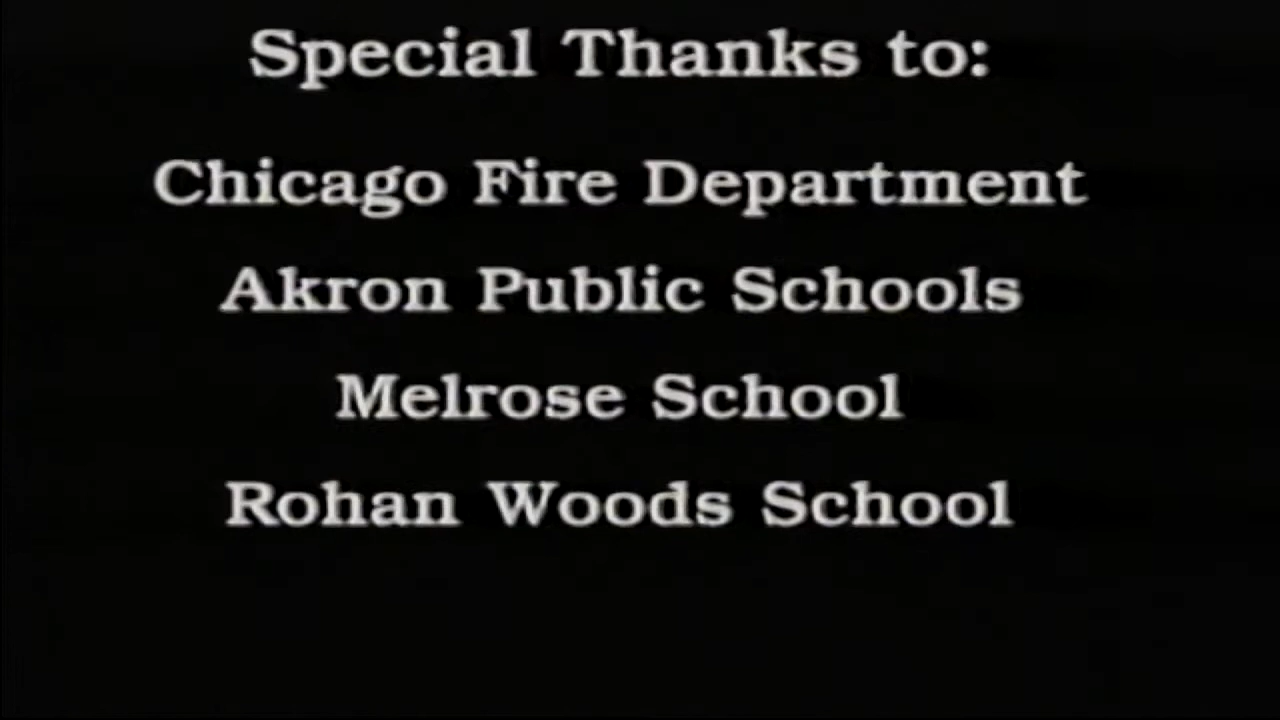 Special Thanks to:
Chicago Fire Department
Akron Public Schools
Melrose School
Rohan Woods School